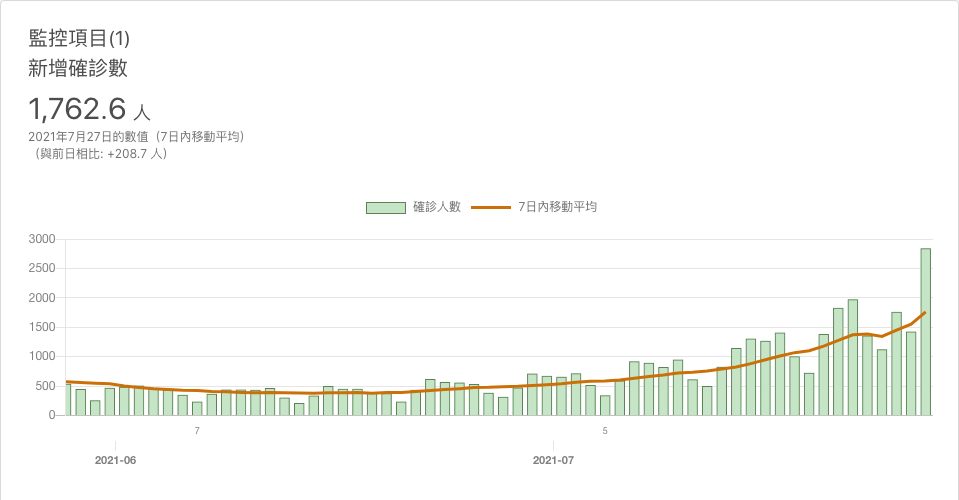 監控項目(1)
新增確診數
1,762.6 人
2021年7月27日的數值（7日內移動平均）
（與前日相比: +208.7 人）
確診人數 7日內移動平均
3000
2500
2000
1500
1000
500
0
7 5
2021-06 2021-07